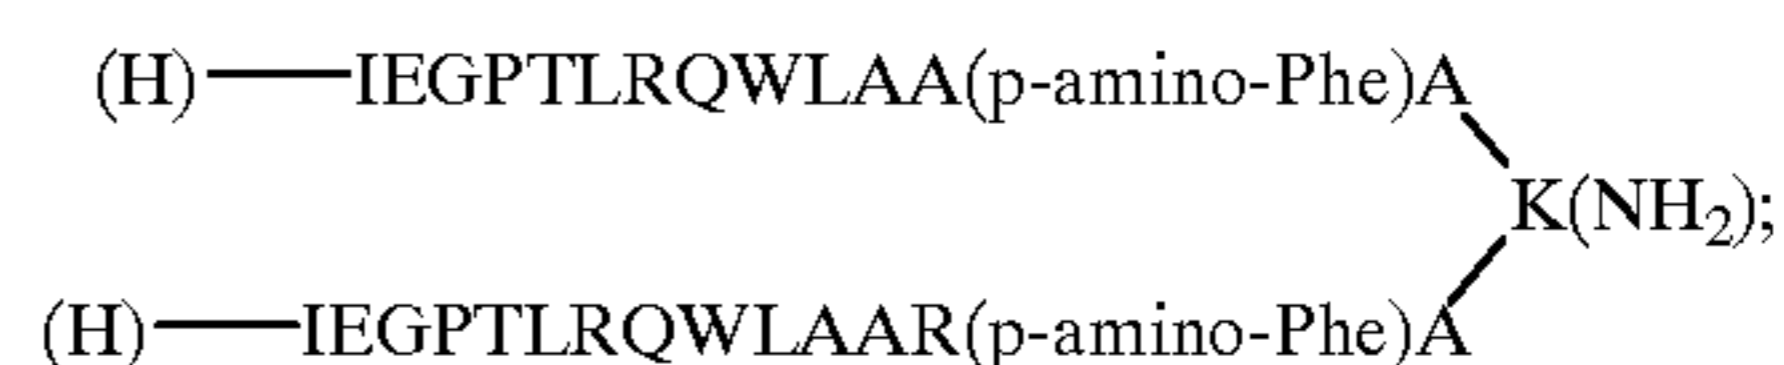 (H)—IEGPTLRQWLAA(p-amino-Phe)A
K(NH₂);
(H)—IEGPTLRQWLAAR(p-amino-Phe)A